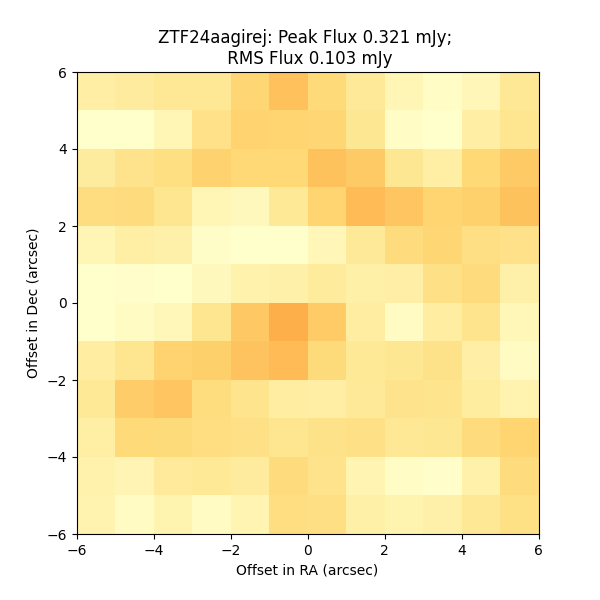 ZTF24aagirej: Peak Flux 0.321 mJy;
RMS Flux 0.103 mJy
6
4
2
0
−2
−4
−6
Offset in Dec (arcsec)
−6 −4 −2 0 2 4 6
Offset in RA (arcsec)